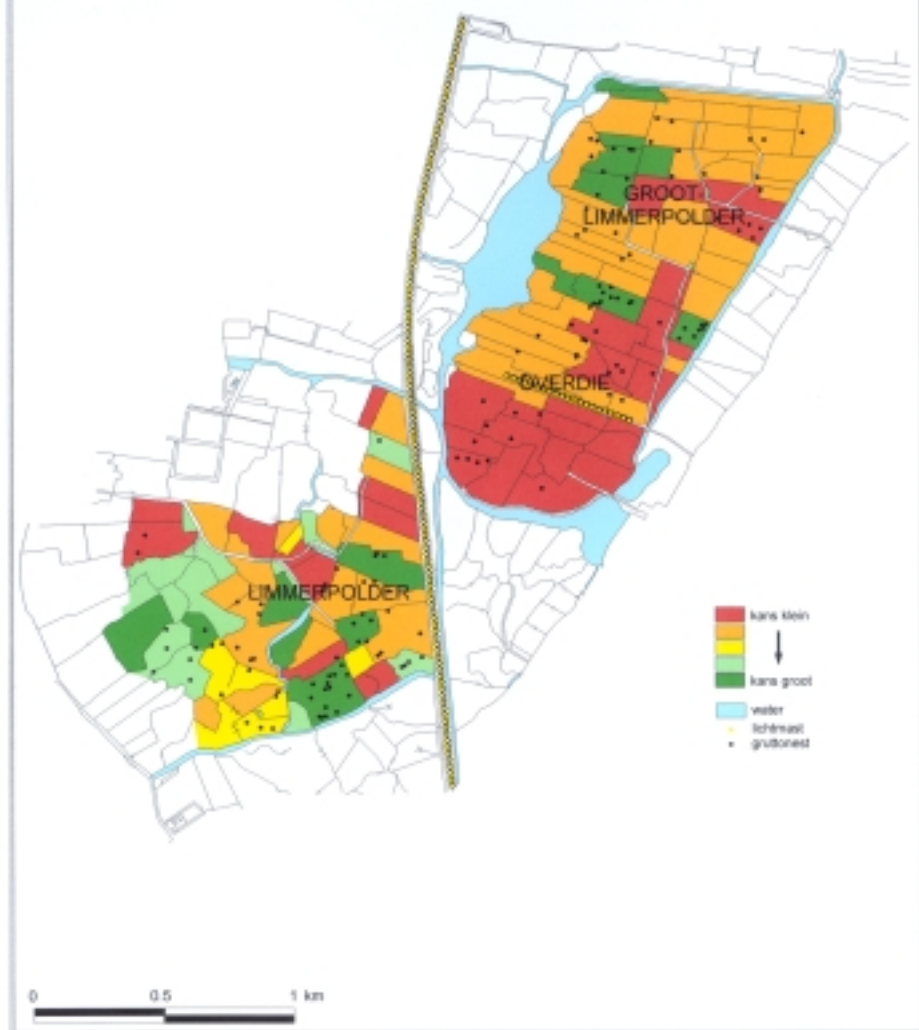 GROOT-
LIMMERPOLDER
OVERDIE
LIMMERPOLDER
kans klein
kans groot
water
lichtmast
gruttonest
0 0.5 1 km